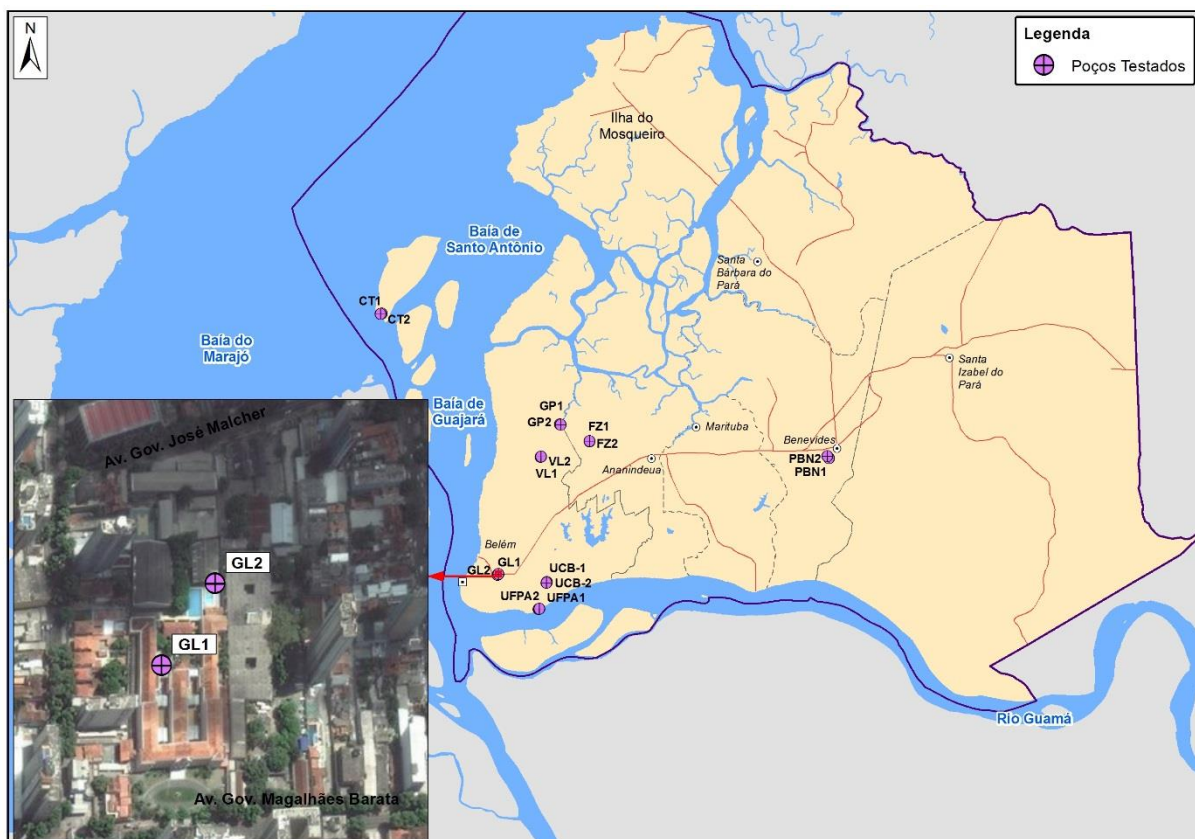 N
Legenda
Poços Testados
Ilha do
Mosqueiro
Baía de
Santo Antônio
Santa
Bárbara do
Pará
CT1
CT2
Baía do
Marajó
Santa
Izabel do
Pará
Baía de
Guajará
GP1
GP2
FZ1
FZ2
Marituba
Benevides
VL2
VL1
Ananindeua
PBN2
PBN1
Av. Gov. José Malcher
Belém
GL2
GL1
UCB-1
UCB-2
UFPA2
UFPA1
GL2
GL1
Rio Guamá
Av. Gov. Magalhães Barata